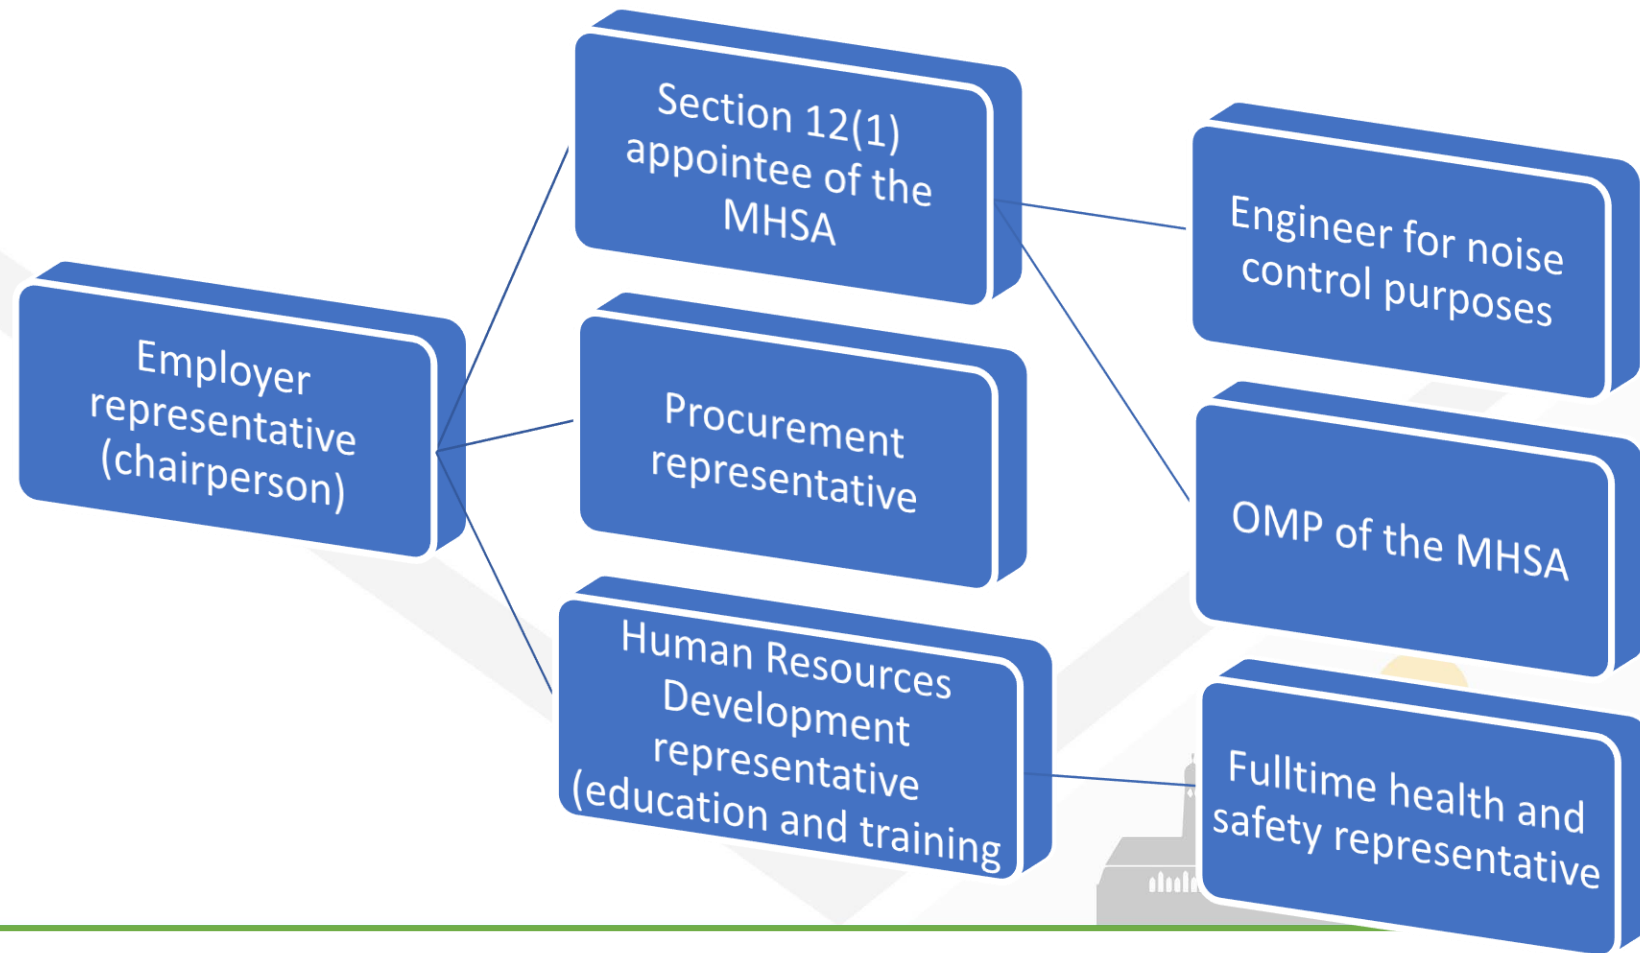 Employer
representative
(chairperson)
Section 12(1)
appointee of the
MHSA
Procurement
representative
Human Resources
Development
representative
(education and training
Engineer for noise
control purposes
OMP of the MHSA
Fulltime health and
safety representative